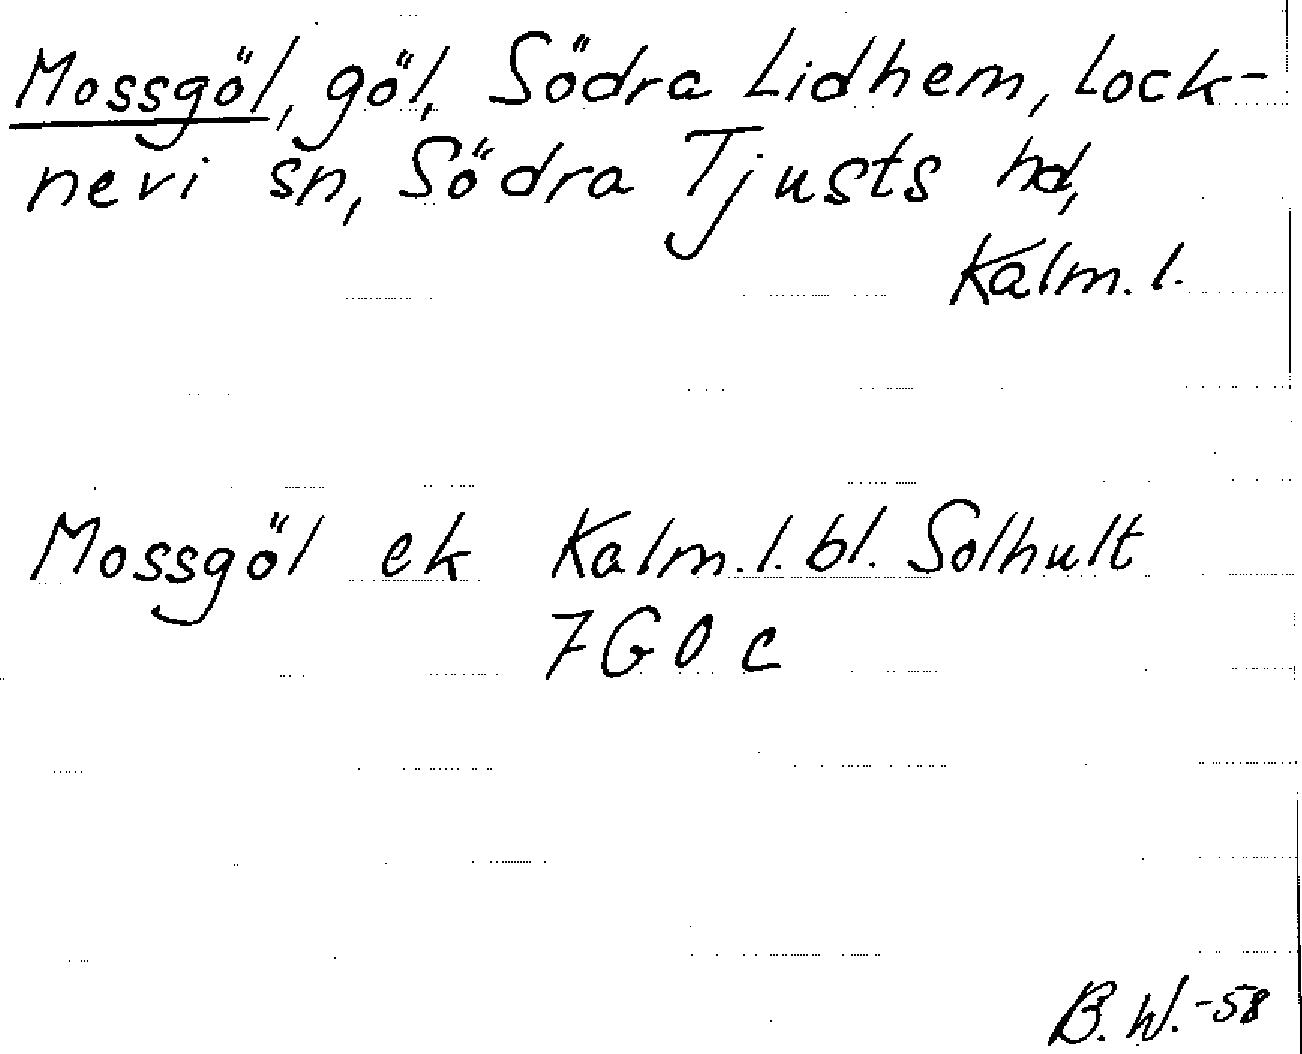 Mossgöl, göl, Södra Lidhem, Lock-
nevi sn, Södra Tjusts hd,
Kalm. l.
Mossgöl ek Kalm. l. bl. Solhult
7G0c
B.W.-58